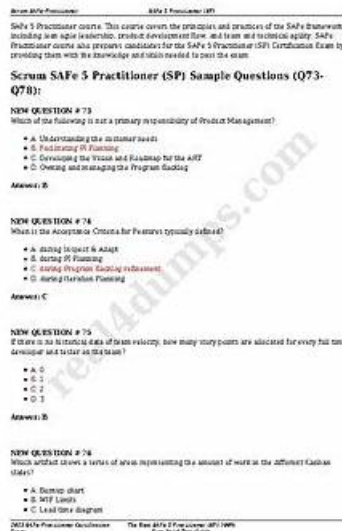 Scrum SAFe-Practitioner SAFe 5 Practitioner (SP)
SAFe 5 Practitioner course. This course covers the principles and practices of the SAFe framework,
including lean agile leadership, product development flow, and team and technical agility. SAFe
Practitioner course also prepares candidates for the SAFe 5 Practitioner (SP) Certification Exam by
providing them with the knowledge and skills needed to pass the exam.
Scrum SAFe 5 Practitioner (SP) Sample Questions (Q73-
Q78):
NEW QUESTION # 73
Which of the following is not a primary responsibility of Product Management?
A. Understanding the customer needs
B. Facilitating PI Planning
C. Developing the Vision and Roadmap for the ART
D. Owning and managing the Program Backlog
Answer: B
NEW QUESTION # 74
When is the Acceptance Criteria for Features typically defined?
A. during Inspect & Adapt
B. during PI Planning
C. during Program Backlog refinement
D. during Iteration Planning
Answer: C
NEW QUESTION # 75
If there is no historical data of team velocity, how many story points are allocated for every full time
developer and tester on the team?
A. 0
B. 1
C. 2
D. 3
Answer: B
NEW QUESTION # 76
Which artifact shows a series of areas representing the amount of work in the different Kanban
states?
A. Burnup chart
B. WIP Limits
C. Lead time diagram
real4dumps.com